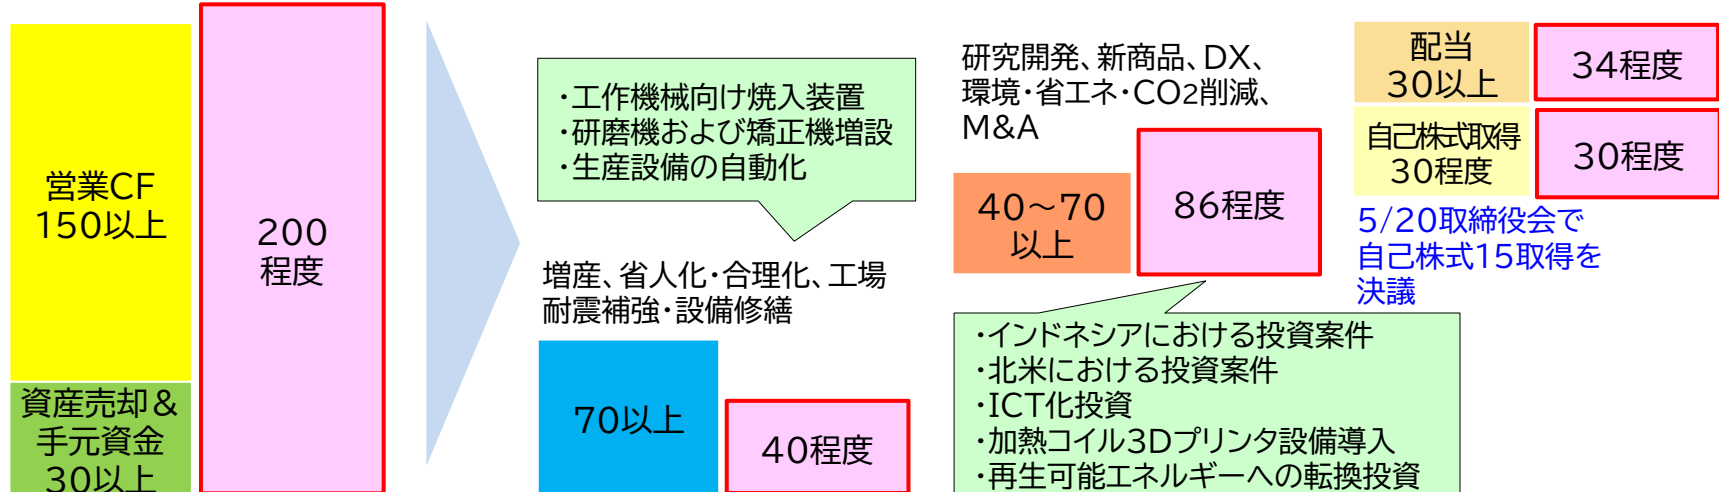 営業CF
150以上
資産売却&
手元資金
30以上
200
程度
・工作機械向け焼入装置
・研磨機および矯正機増設
・生産設備の自動化
増産、省人化・合理化、工場
耐震補強・設備修繕
70以上
40程度
研究開発、新商品、DX、
環境・省エネ・CO2削減、
M&A
40～70
以上
86程度
・インドネシアにおける投資案件
・北米における投資案件
・ICT化投資
・加熱コイル3Dプリンタ設備導入
・再生可能エネルギーへの転換投資
配当
30以上
34程度
自己株式取得
30程度
30程度
5/20取締役会で
自己株式15取得を
決議